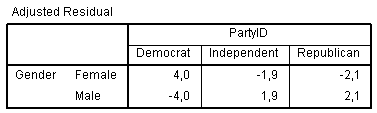 Adjusted Residual
PartyID
Democrat Independent Republican
Gender Female 4,0 -1,9 -2,1
Male -4,0 1,9 2,1